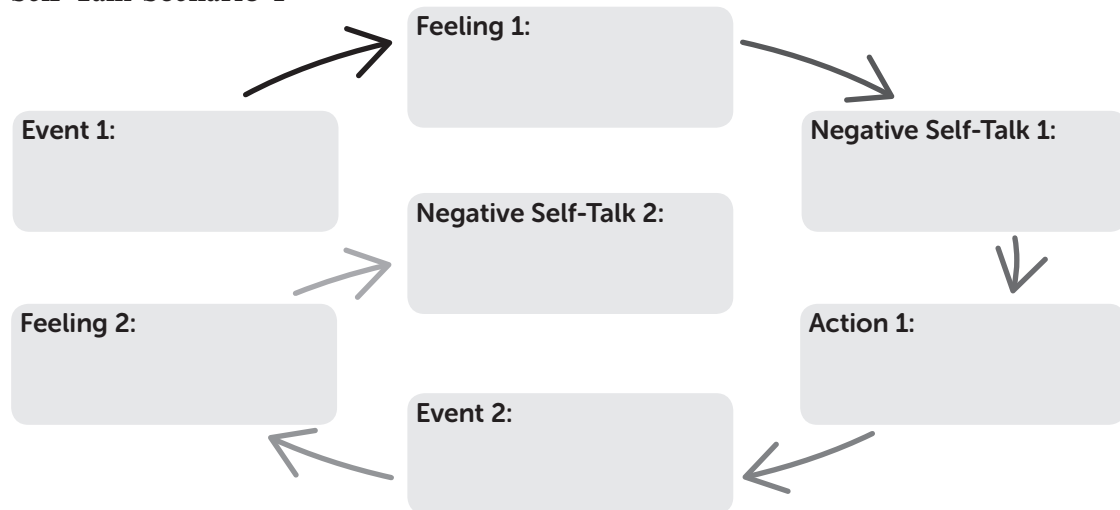 Feeling 1:
Event 1:
Negative Self-Talk 1:
Negative Self-Talk 2:
Feeling 2:
Action 1:
Event 2: